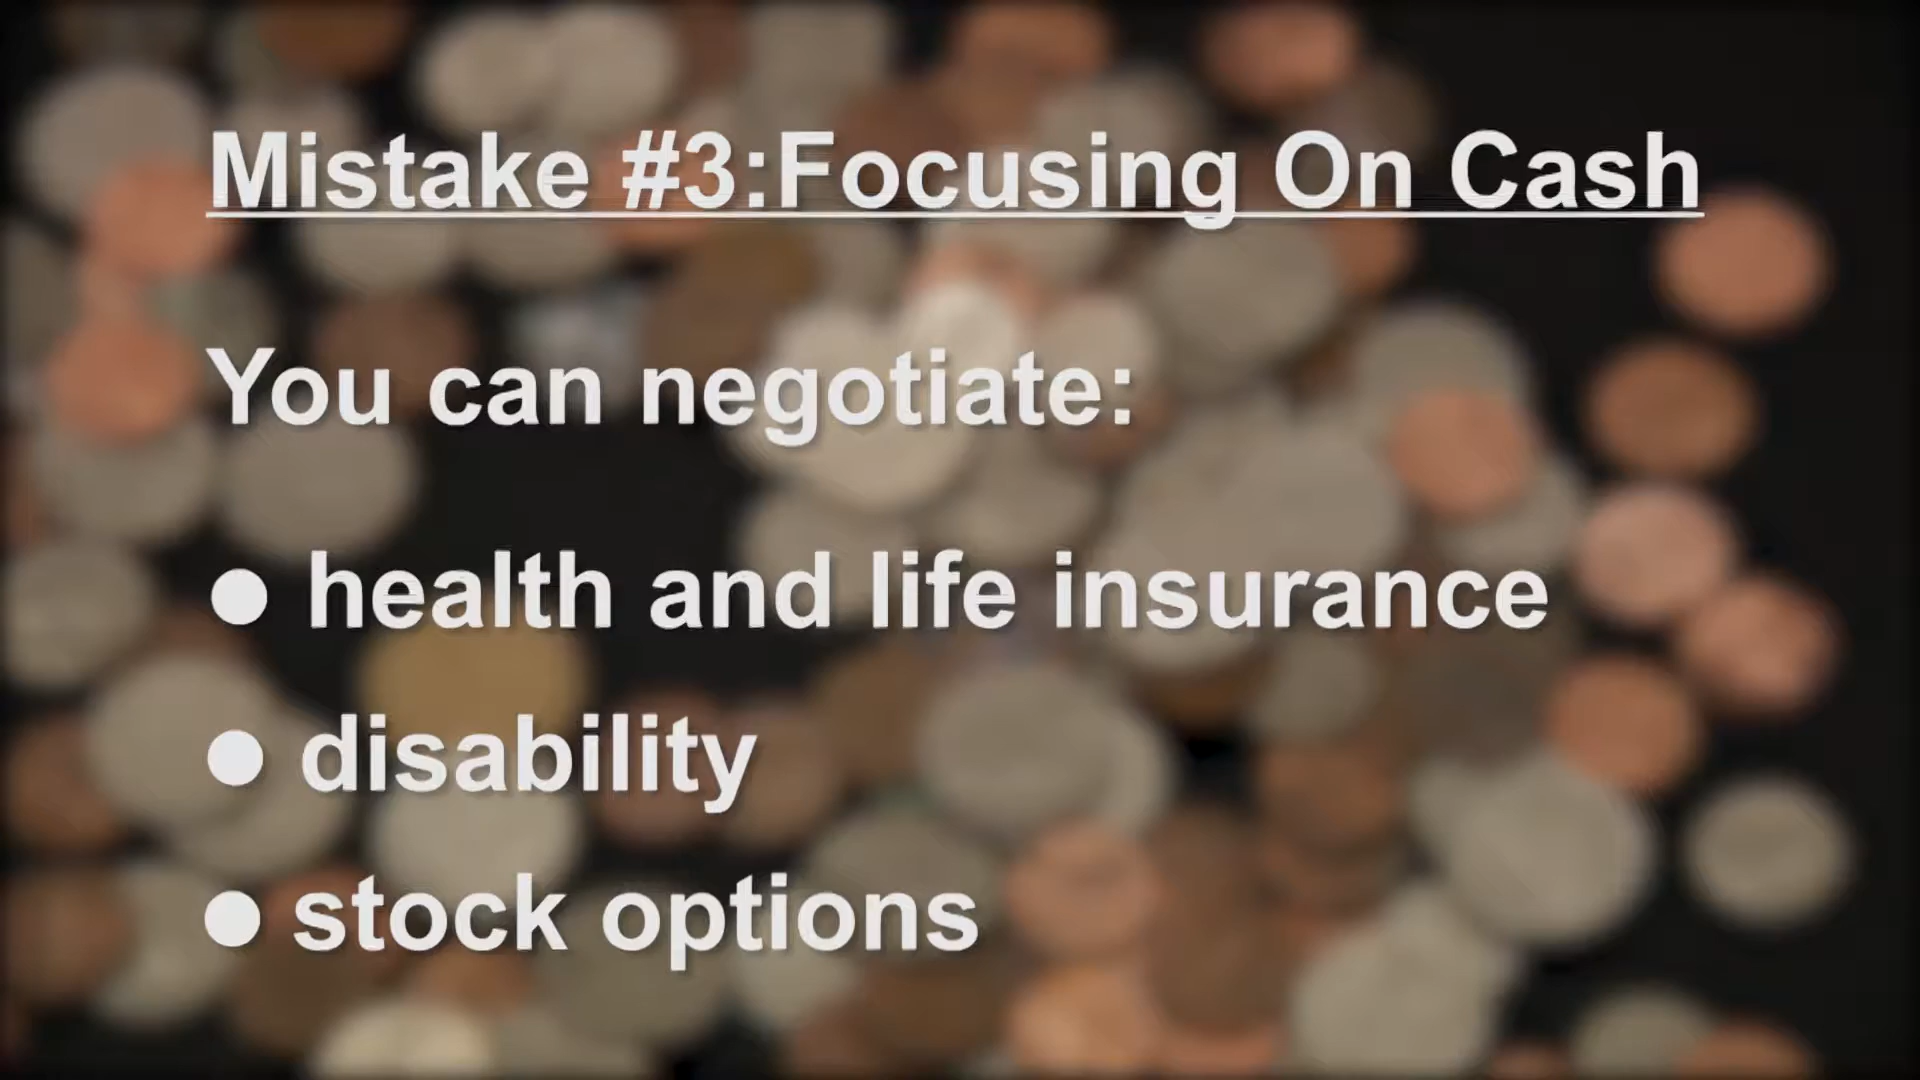 Mistake #3:Focusing On Cash
You can negotiate:
● health and life insurance
● disability
● stock options